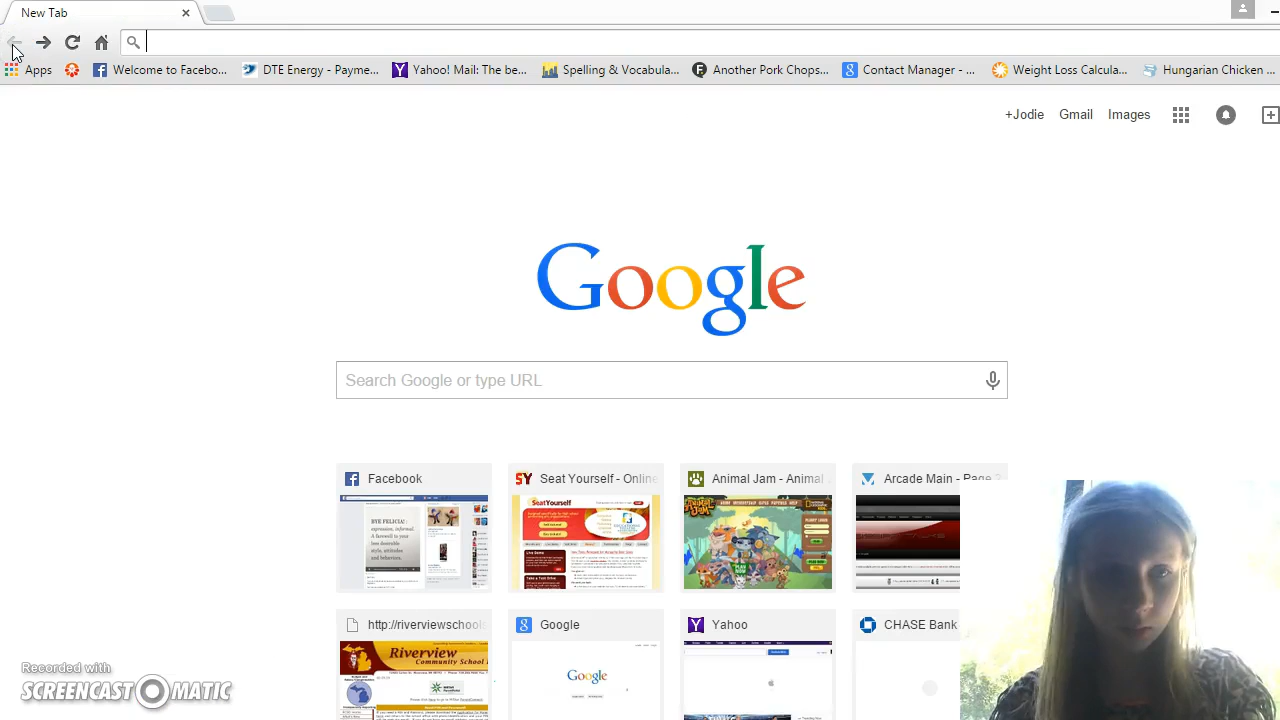 New Tab
Apps
Welcome to Facebo...
DTE Energy - Payme...
Yahoo! Mail: The be...
Spelling & Vocabula...
Another Pork Chops...
Contact Manager - ...
Weight Loss Calcula...
Hungarian Chicken ...
+Jodie
Gmail
Images
Google
Search Google or type URL
Facebook
Seat Yourself - Online
Animal Jam - Animal
Arcade Main - Page 2
BYE FELICIA:
SeatYourself
http://riverviewschool
Google
Yahoo
CHASE Bank
Riverview
Community School
Google
Recorded with
SCREENCAST-O-MATIC